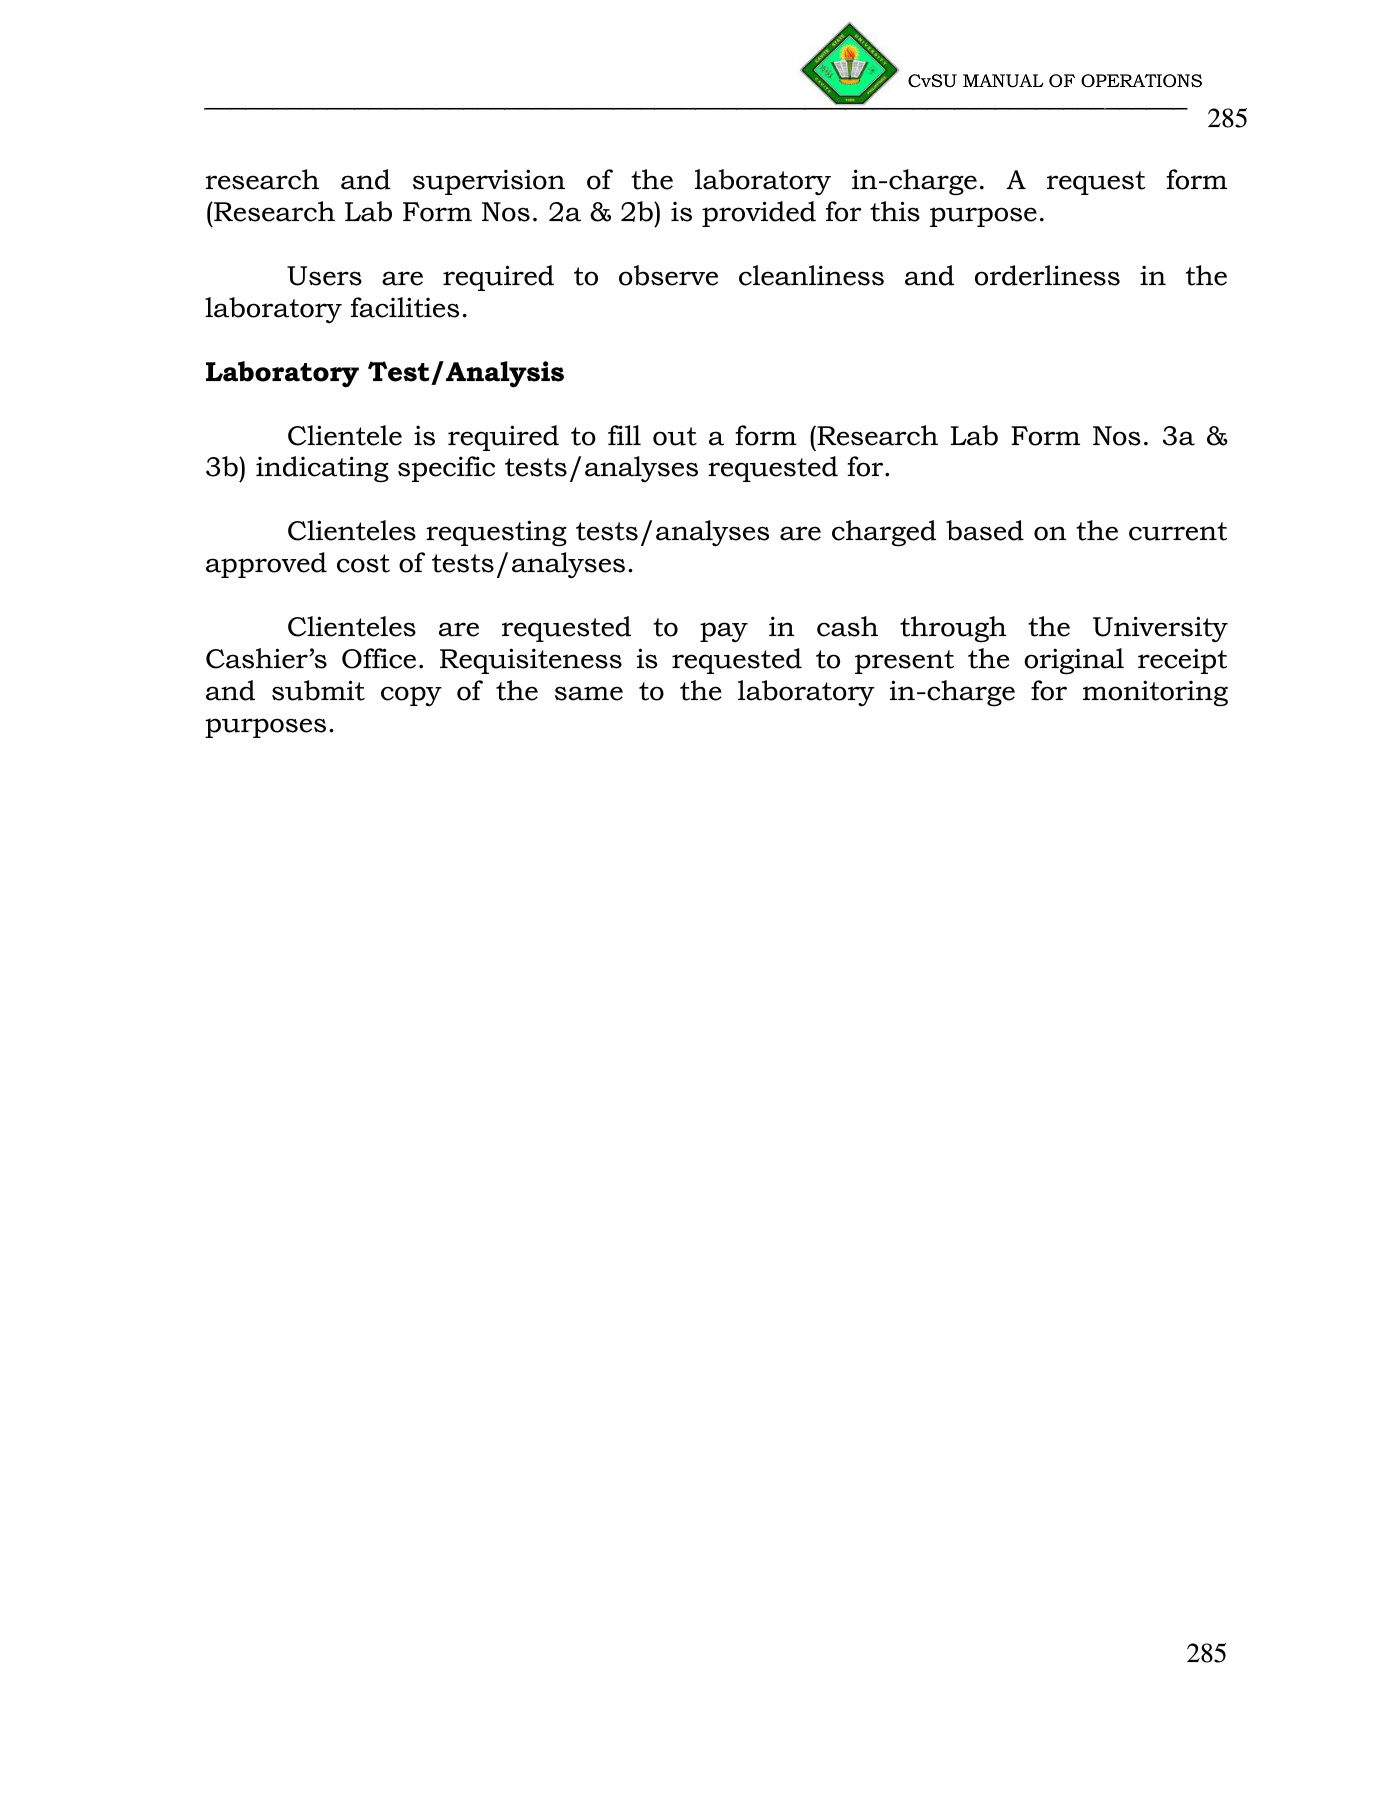 CvSU MANUAL OF OPERATIONS
285
research and supervision of the laboratory in-charge. A request form
(Research Lab Form Nos. 2a & 2b) is provided for this purpose.
Users are required to observe cleanliness and orderliness in the
laboratory facilities.
Laboratory Test/Analysis
Clientele is required to fill out a form (Research Lab Form Nos. 3a &
3b) indicating specific tests/analyses requested for.
Clienteles requesting tests/analyses are charged based on the current
approved cost of tests/analyses.
Clienteles are requested to pay in cash through the University
Cashier’s Office. Requisiteness is requested to present the original receipt
and submit copy of the same to the laboratory in-charge for monitoring
purposes.
285